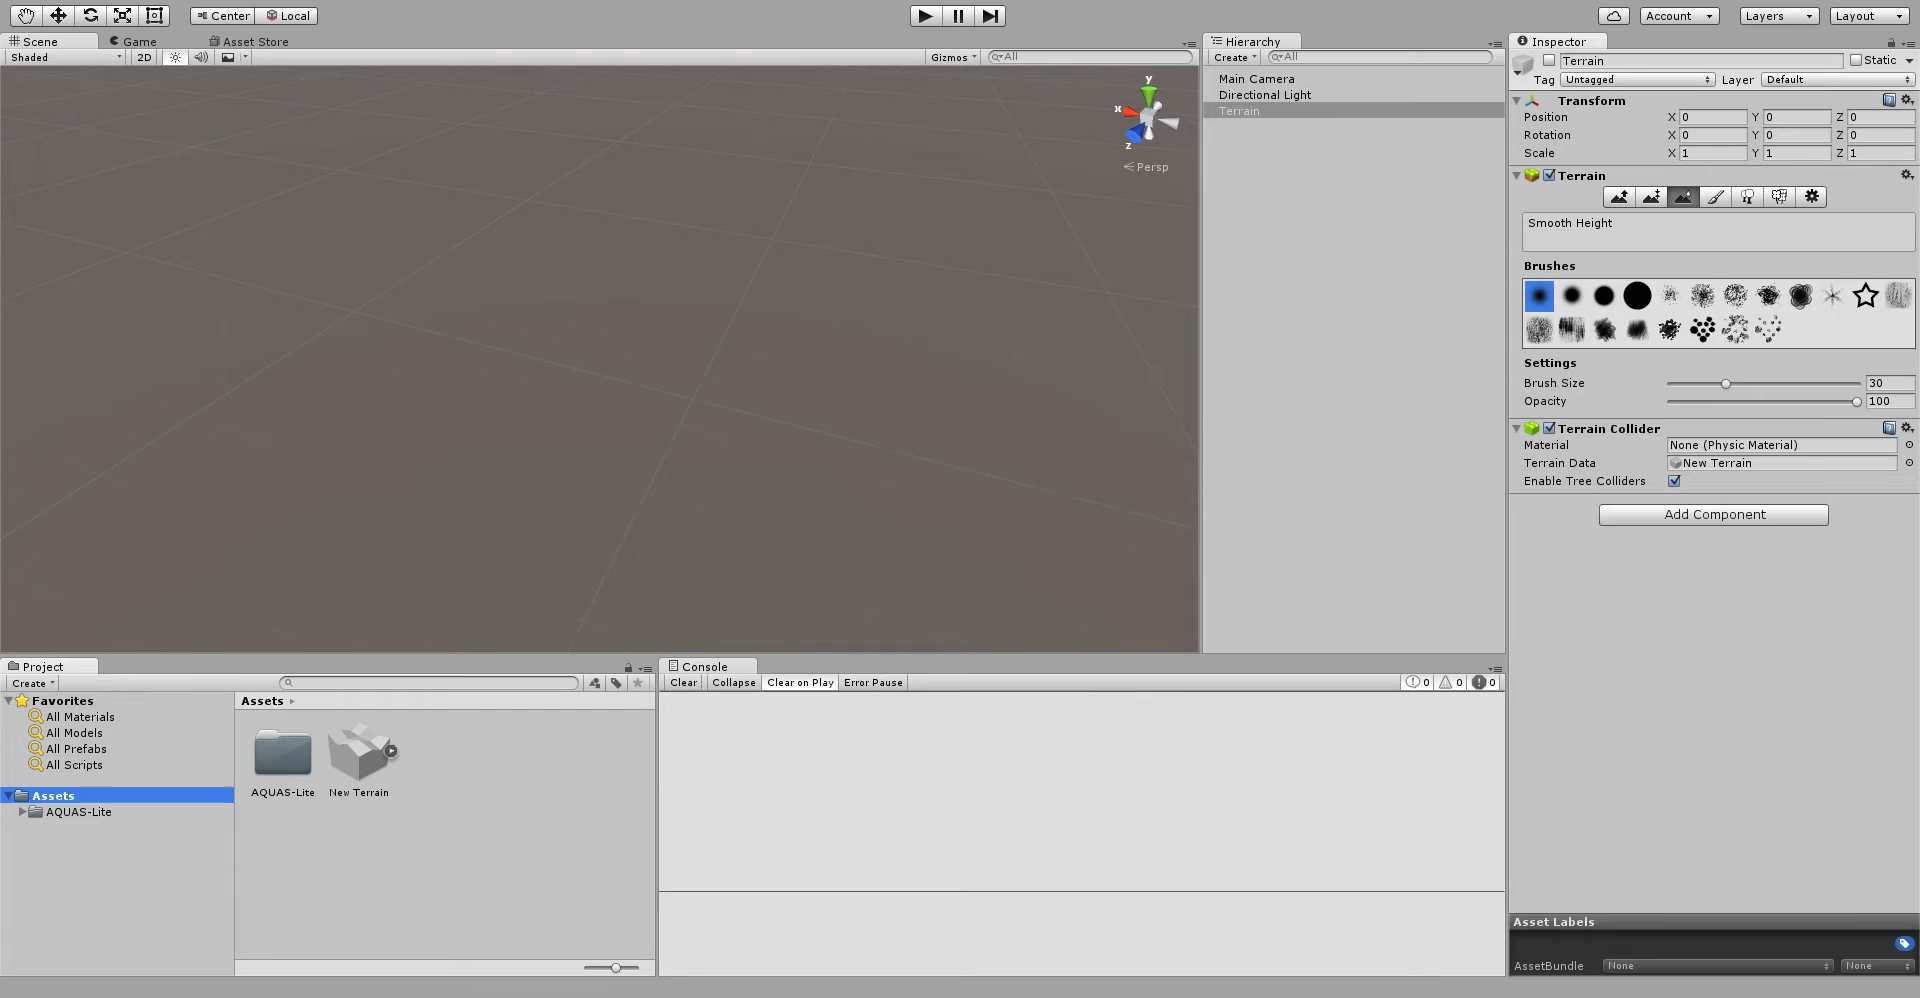 Center
Local
Account
Layers
Layout
Scene
Game
Asset Store
Shaded
2D
Gizmos
All
y
x
z
Persp
Hierarchy
Create
All
Main Camera
Directional Light
Terrain
Inspector
Terrain
Static
Tag
Untagged
Layer
Default
Transform
Position X 0 Y 0 Z 0
Rotation X 0 Y 0 Z 0
Scale X 1 Y 1 Z 1
Terrain
Smooth Height
Brushes
Settings
Brush Size 30
Opacity 100
Terrain Collider
Material None (Physic Material)
Terrain Data New Terrain
Enable Tree Colliders
Add Component
Asset Labels
AssetBundle None None
Project
Create
Favorites
All Materials
All Models
All Prefabs
All Scripts
Assets
AQUAS-Lite
Assets
AQUAS-Lite
New Terrain
Console
Clear Collapse Clear on Play Error Pause 0 0 0